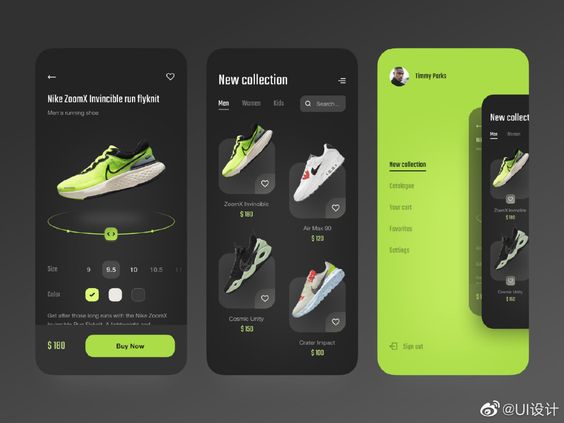 Nike ZoomX Invincible run flyknit
Men's running shoe
Size 9 9.5 10 10.5 11
Color
Get after those long runs with the Nike ZoomX
Invincible Run Flyknit. A lightweight and
$ 180 Buy Now
New collection
Men Women Kids Search...
ZoomX Invincible
$ 180
Air Max 90
$ 120
Cosmic Unity
$ 150
Crater Impact
$ 100
Timmy Parks
New collection
Catalogue
Your cart
Favorites
Settings
Sign out
New collect
Men Women
ZoomX Invincible
$ 180
Cosmic Unity
$ 150
@UI设计